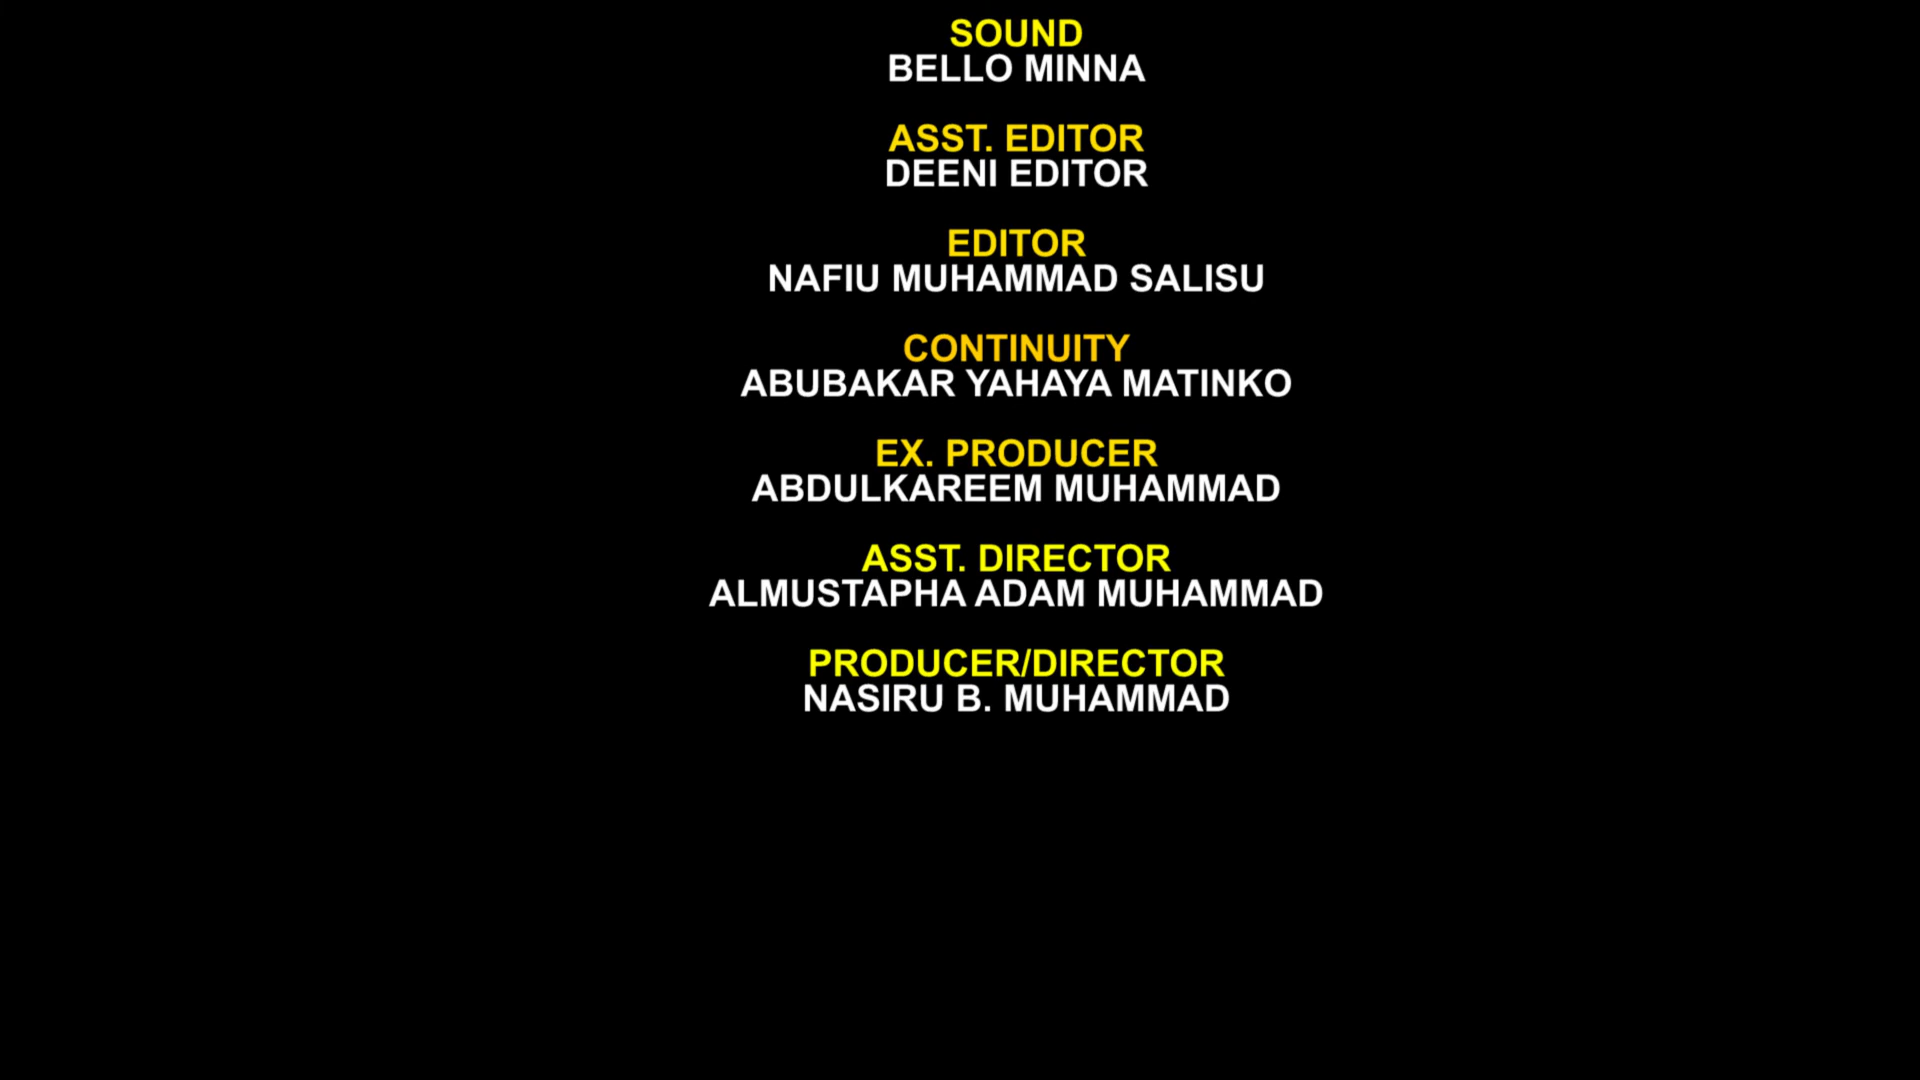 SOUND
BELLO MINNA
ASST. EDITOR
DEENI EDITOR
EDITOR
NAFIU MUHAMMAD SALISU
CONTINUITY
ABUBAKAR YAHAYA MATINKO
EX. PRODUCER
ABDULKAREEM MUHAMMAD
ASST. DIRECTOR
ALMUSTAPHA ADAM MUHAMMAD
PRODUCER/DIRECTOR
NASIRU B. MUHAMMAD